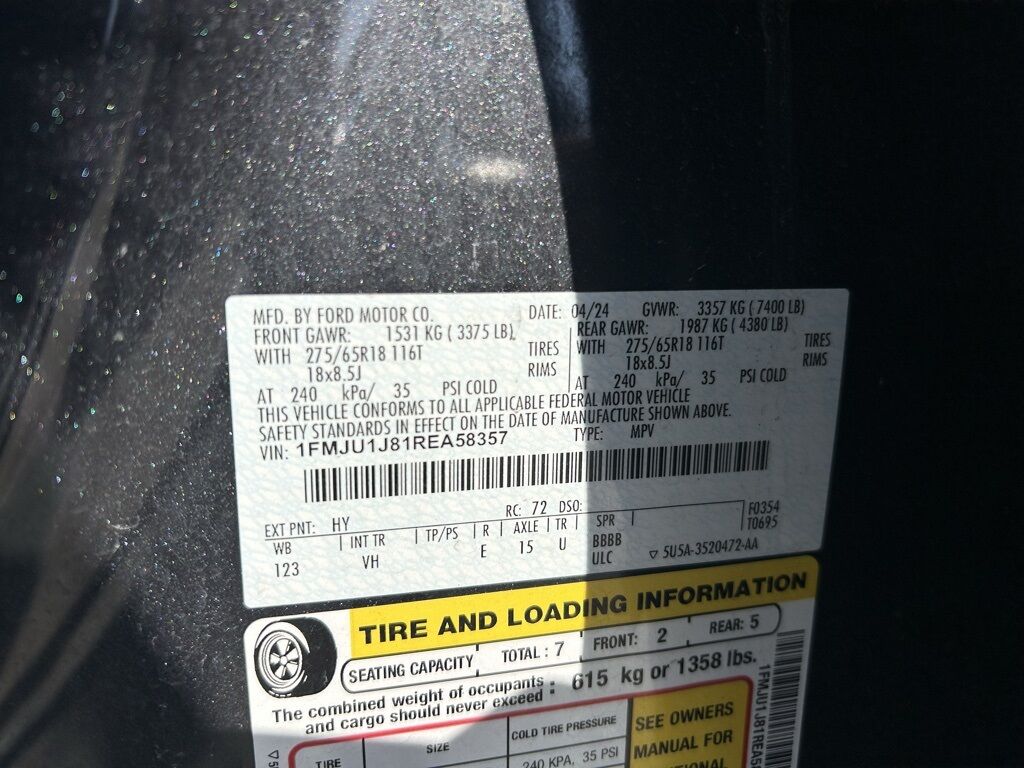 MFD. BY FORD MOTOR CO.
DATE: 04/24 GVWR: 3357 KG ( 7400 LB)
FRONT GAWR: 1531 KG ( 3375 LB)
REAR GAWR: 1987 KG ( 4380 LB)
WITH 275/65R18 116T TIRES
WITH 275/65R18 116T TIRES
18x8.5J RIMS
18x8.5J RIMS
AT 240 kPa/ 35 PSI COLD
AT 240 kPa/ 35 PSI COLD
THIS VEHICLE CONFORMS TO ALL APPLICABLE FEDERAL MOTOR VEHICLE
SAFETY STANDARDS IN EFFECT ON THE DATE OF MANUFACTURE SHOWN ABOVE.
VIN: 1FMJU1J81REA58357 TYPE: MPV
EXT PNT: HY RC: 72 DSO: F0354
WB INT TR TP/PS R AXLE TR SPR T0695
123 VH E 15 U BBBB
ULC 5U5A-3520472-AA
TIRE AND LOADING INFORMATION
SEATING CAPACITY TOTAL : 7 FRONT: 2 REAR: 5
The combined weight of occupants : 615 kg or 1358 lbs.
and cargo should never exceed :
TIRE SIZE COLD TIRE PRESSURE SEE OWNERS
240 KPA, 35 PSI MANUAL FOR